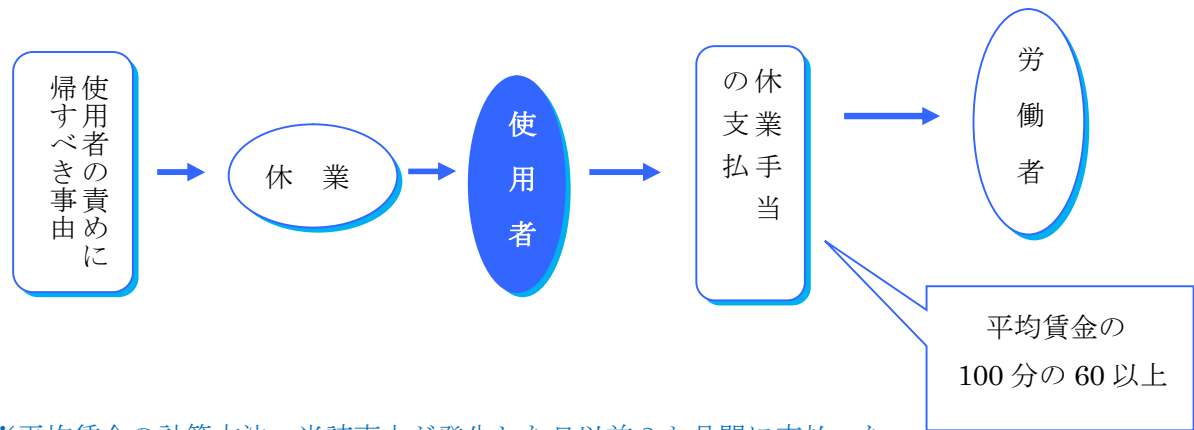 使用者の責めに
帰すべき事由
休 業
使用者
休業手当
の支払
労働者
平均賃金の
100 分の 60 以上